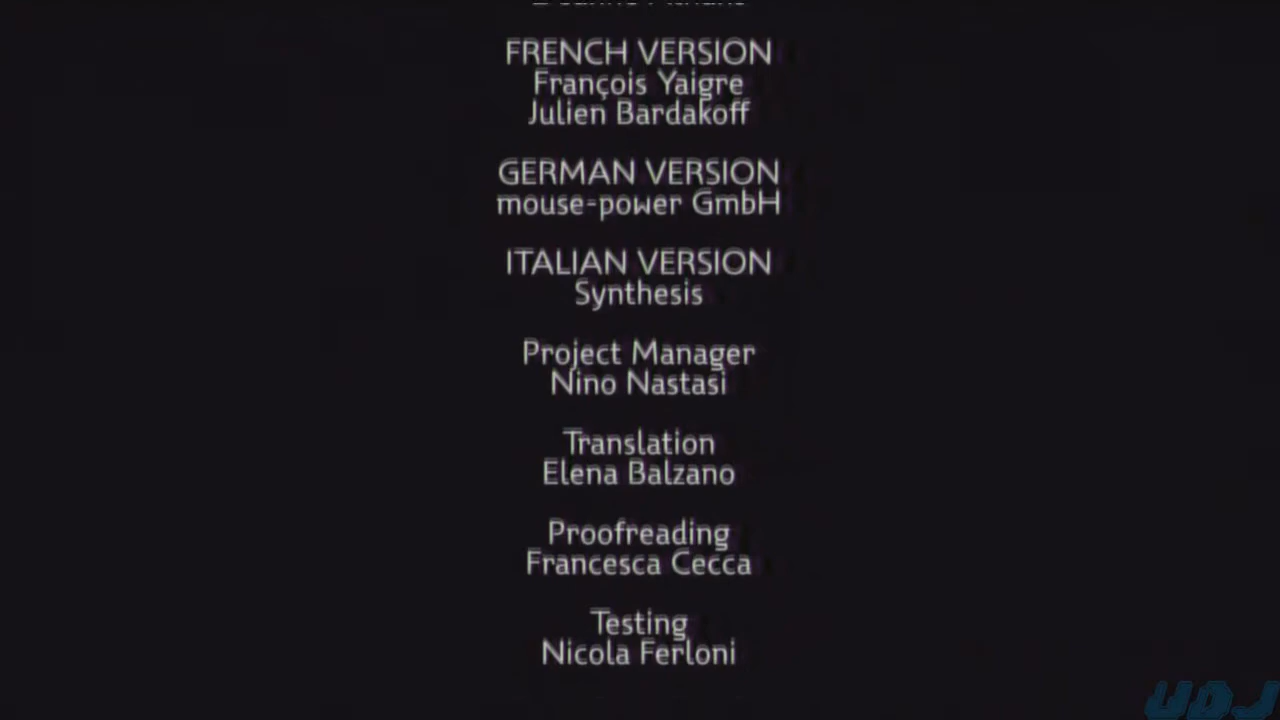 FRENCH VERSION
François Yaigre
Julien Bardakoff
GERMAN VERSION
mouse-power GmbH
ITALIAN VERSION
Synthesis
Project Manager
Nino Nastasi
Translation
Elena Balzano
Proofreading
Francesca Cecca
Testing
Nicola Ferloni
UDJ